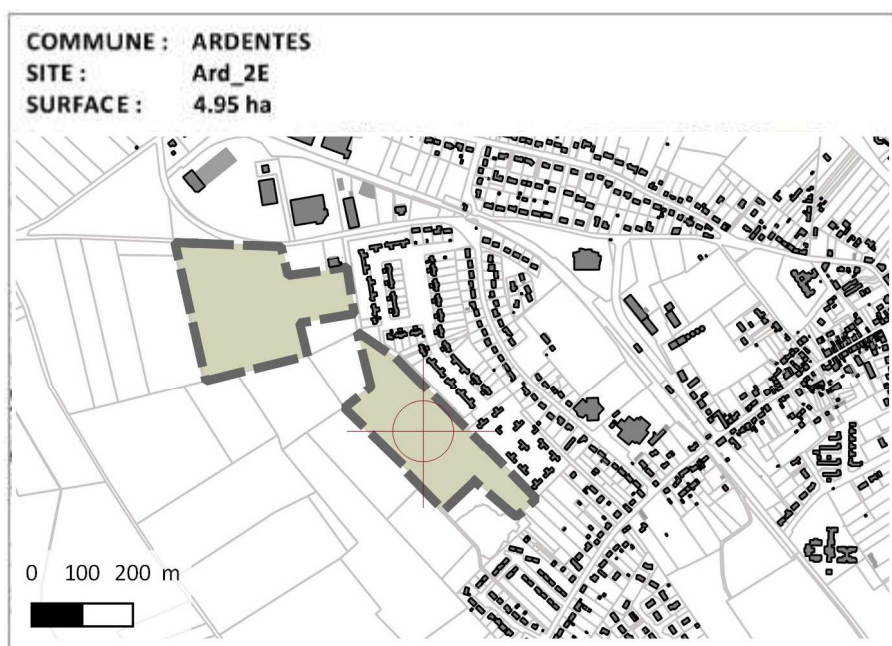 COMMUNE : ARDENTES
SITE : Ard_2E
SURFACE : 4.95 ha
0 100 200 m